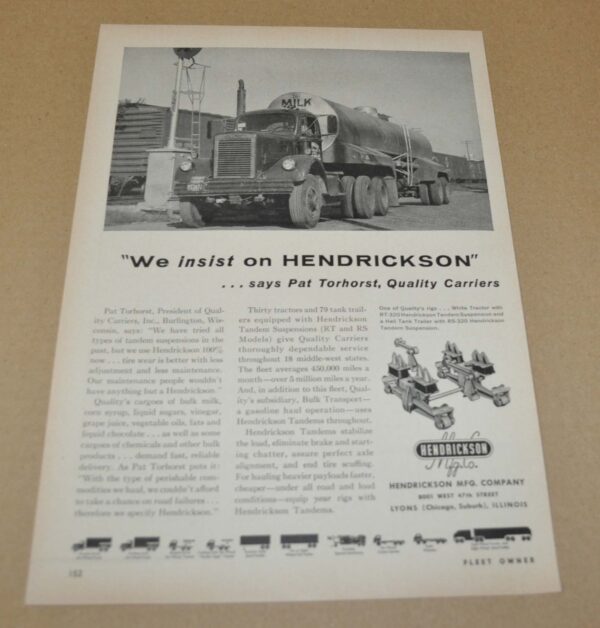 MILK
"We insist on HENDRICKSON"
... says Pat Torhorst, Quality Carriers
Pat Torhorst, President of Qual-
ity Carriers, Inc., Burlington, Wis-
consin, says: "We have tried all
types of tandem suspensions in the
past, but we use Hendrickson 100%
now ... tire wear is better with less
adjustment and less maintenance.
Our maintenance people wouldn't
have anything but a Hendrickson."
Quality's cargoes of bulk milk,
corn syrup, liquid sugars, vinegar,
grape juice, vegetable oils, fats and
liquid chocolate ... as well as some
cargoes of chemicals and other bulk
products ... demand fast, reliable
delivery. As Pat Torhorst puts it:
"With the type of perishable com-
modities we haul, we couldn't afford
to take a chance on road failures ...
therefore we specify Hendrickson."
Thirty tractors and 79 tank trail-
ers equipped with Hendrickson
Tandem Suspensions (RT and RS
Models) give Quality Carriers
thoroughly dependable service
throughout 18 middle-west states.
The fleet averages 450,000 miles a
month—over 5 million miles a year.
And, in addition to this fleet, Qual-
ity's subsidiary, Bulk Transport—
a gasoline haul operation—uses
Hendrickson Tandems throughout.
Hendrickson Tandems stabilize
the load, eliminate brake and start-
ing chatter, assure perfect axle
alignment, and end tire scuffing.
For hauling heavier payloads faster,
cheaper—under all road and load
conditions—equip your rigs with
Hendrickson Tandems.
One of Quality's rigs ... White Tractor with
RT-320 Hendrickson Tandem Suspension and
a Heil Tank Trailer with RS-320 Hendrickson
Tandem Suspension.
HENDRICKSON
Mfg. Co.
HENDRICKSON MFG. COMPANY
8001 WEST 47th STREET
LYONS (Chicago, Suburb), ILLINOIS
152
FLEET OWNER